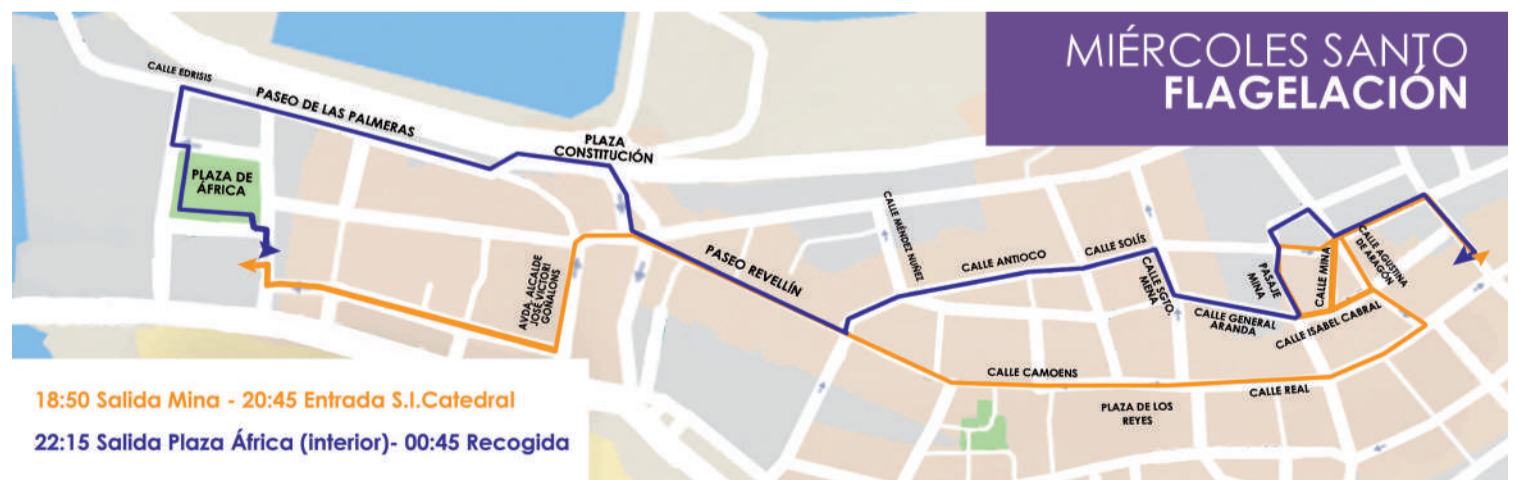 MIÉRCOLES SANTO
FLAGELACIÓN
CALLE EDRISIS
PASEO DE LAS PALMERAS
PLAZA
CONSTITUCIÓN
PLAZA DE
ÁFRICA
CALLE MÉNDEZ NUÑEZ
PASEO REVELLÍN
CALLE ANTIOCO
CALLE SOLÍS
CALLE SGTO.
MENA
CALLE GENERAL
ARANDA
PASAJE
MINA
CALLE MINA
CALLE AGUSTINA
DE ARAGÓN
CALLE ISABEL CABRAL
AVDA. ALCALDE
JOSÉ VICTORI
GOÑALONS
CALLE CAMOENS
CALLE REAL
PLAZA DE LOS
REYES
18:50 Salida Mina - 20:45 Entrada S.I.Catedral
22:15 Salida Plaza África (interior)- 00:45 Recogida